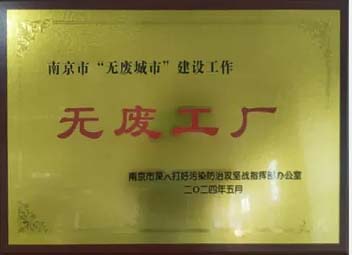 南京市“无废城市”建设工作
无废工厂
南京市深入打好污染防治攻坚战指挥部办公室
二〇二四年五月